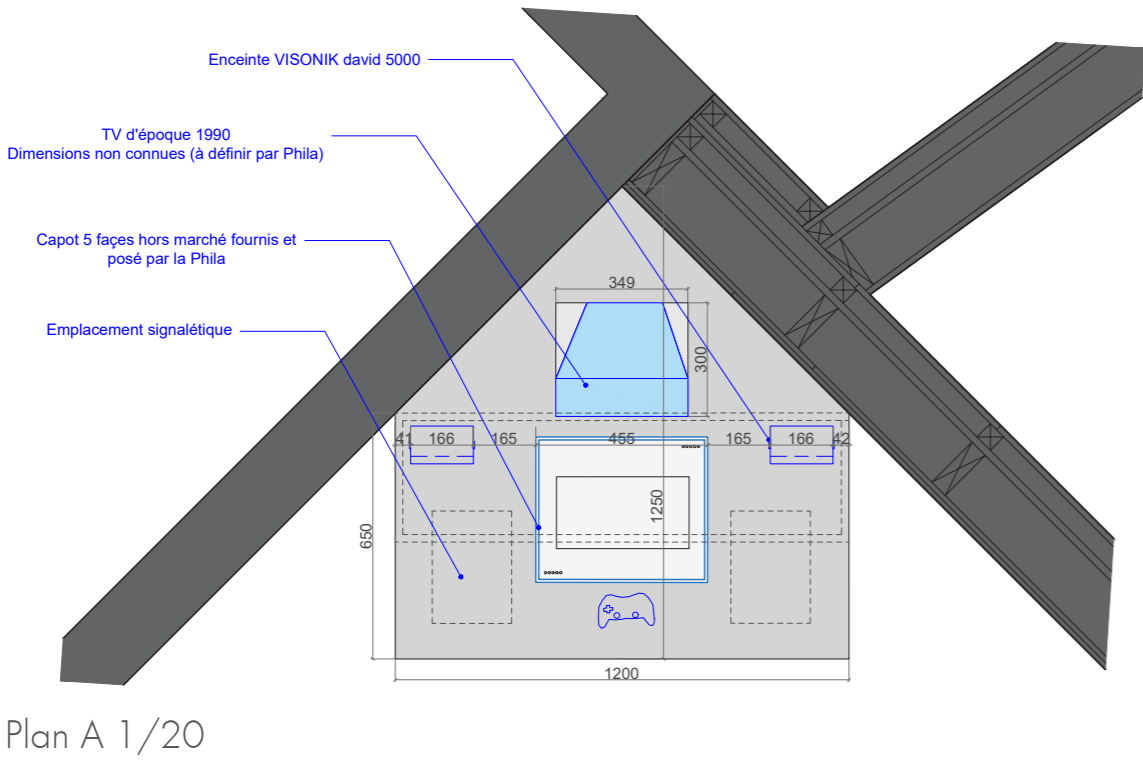 Enceinte VISONIK david 5000
TV d'époque 1990
Dimensions non connues (à définir par Phila)
Capot 5 façes hors marché fournis et
posé par la Phila
Emplacement signalétique
349
300
41 166 165 455 165 166 42
1250
650
1200
Plan A 1/20